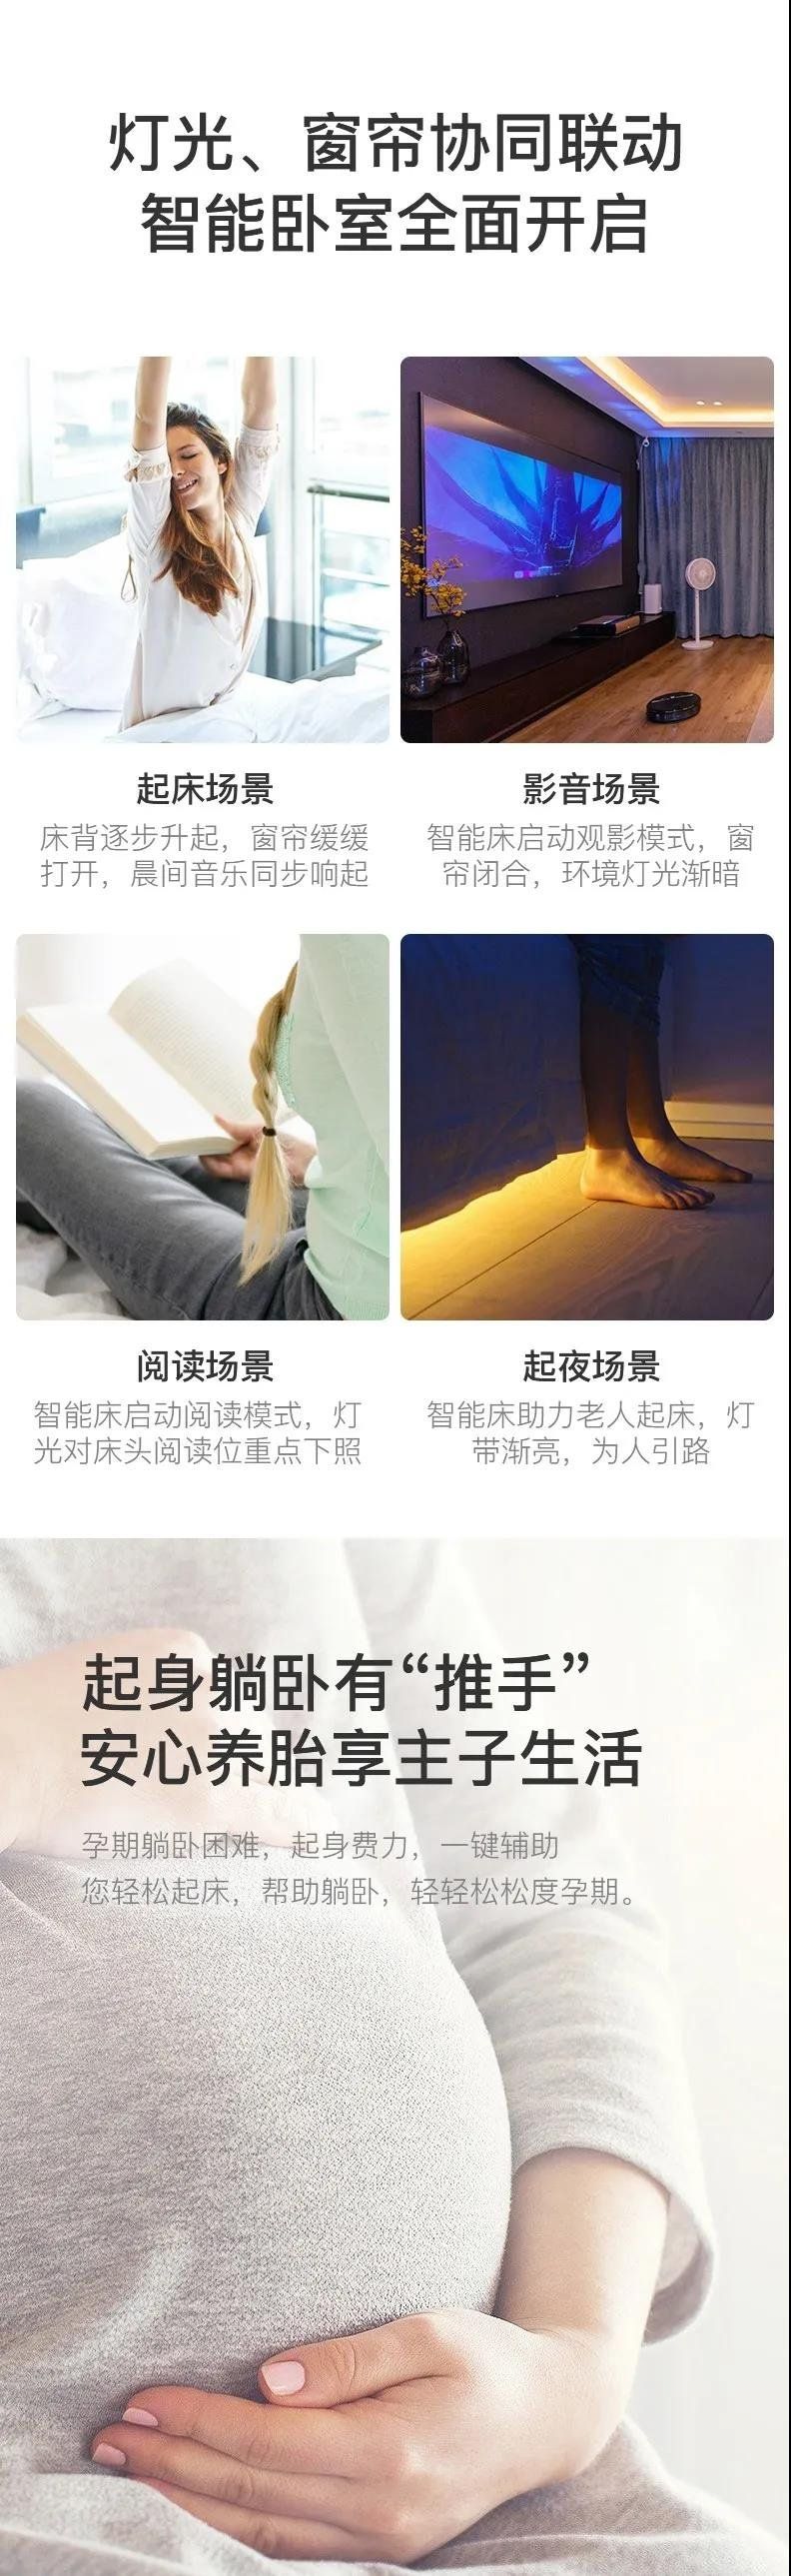 灯光、窗帘协同联动
智能卧室全面开启
起床场景
床背逐步升起，窗帘缓缓
打开，晨间音乐同步响起
影音场景
智能床启动观影模式，窗
帘闭合，环境灯光渐暗
阅读场景
智能床启动阅读模式，灯
光对床头阅读位重点下照
起夜场景
智能床助力老人起床，灯
带渐亮，为人引路
起身躺卧有“推手”
安心养胎享主子生活
孕期躺卧困难，起身费力，一键辅助
您轻松起床，帮助躺卧，轻轻松松度孕期。